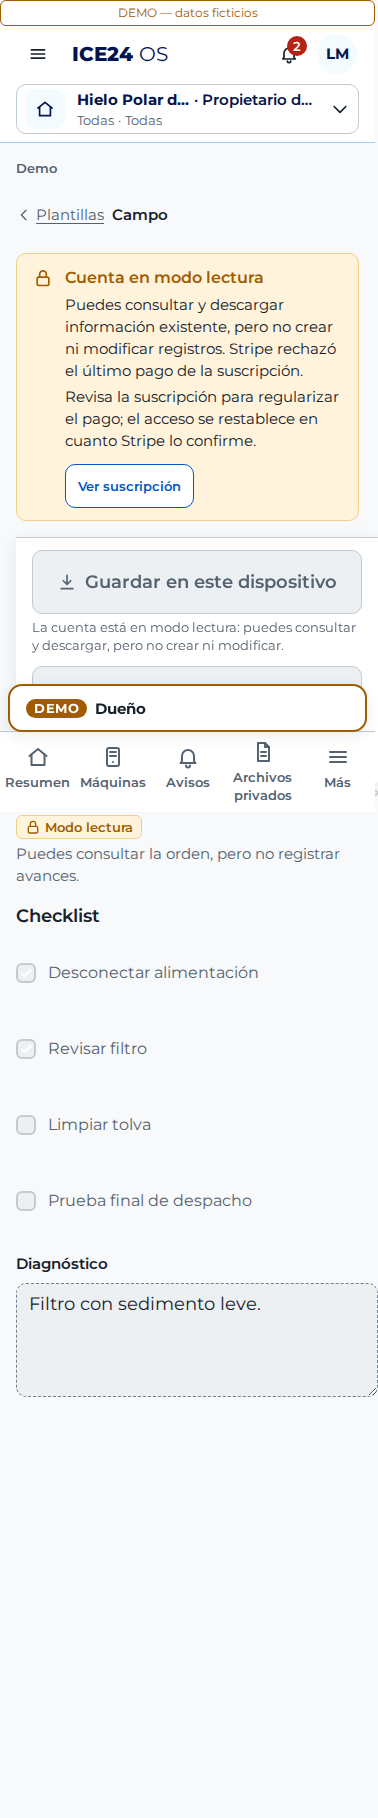 DEMO — datos ficticios
ICE24 OS
2
LM
Hielo Polar d... · Propietario d...
Todas · Todas
Demo
Plantillas Campo
Cuenta en modo lectura
Puedes consultar y descargar
información existente, pero no crear
ni modificar registros. Stripe rechazó
el último pago de la suscripción.
Revisa la suscripción para regularizar
el pago; el acceso se restablece en
cuanto Stripe lo confirme.
Ver suscripción
Guardar en este dispositivo
La cuenta está en modo lectura: puedes consultar
y descargar, pero no crear ni modificar.
DEMO Dueño
Resumen
Máquinas
Avisos
Archivos
privados
Más
Modo lectura
Puedes consultar la orden, pero no registrar
avances.
Checklist
Desconectar alimentación
Revisar filtro
Limpiar tolva
Prueba final de despacho
Diagnóstico
Filtro con sedimento leve.